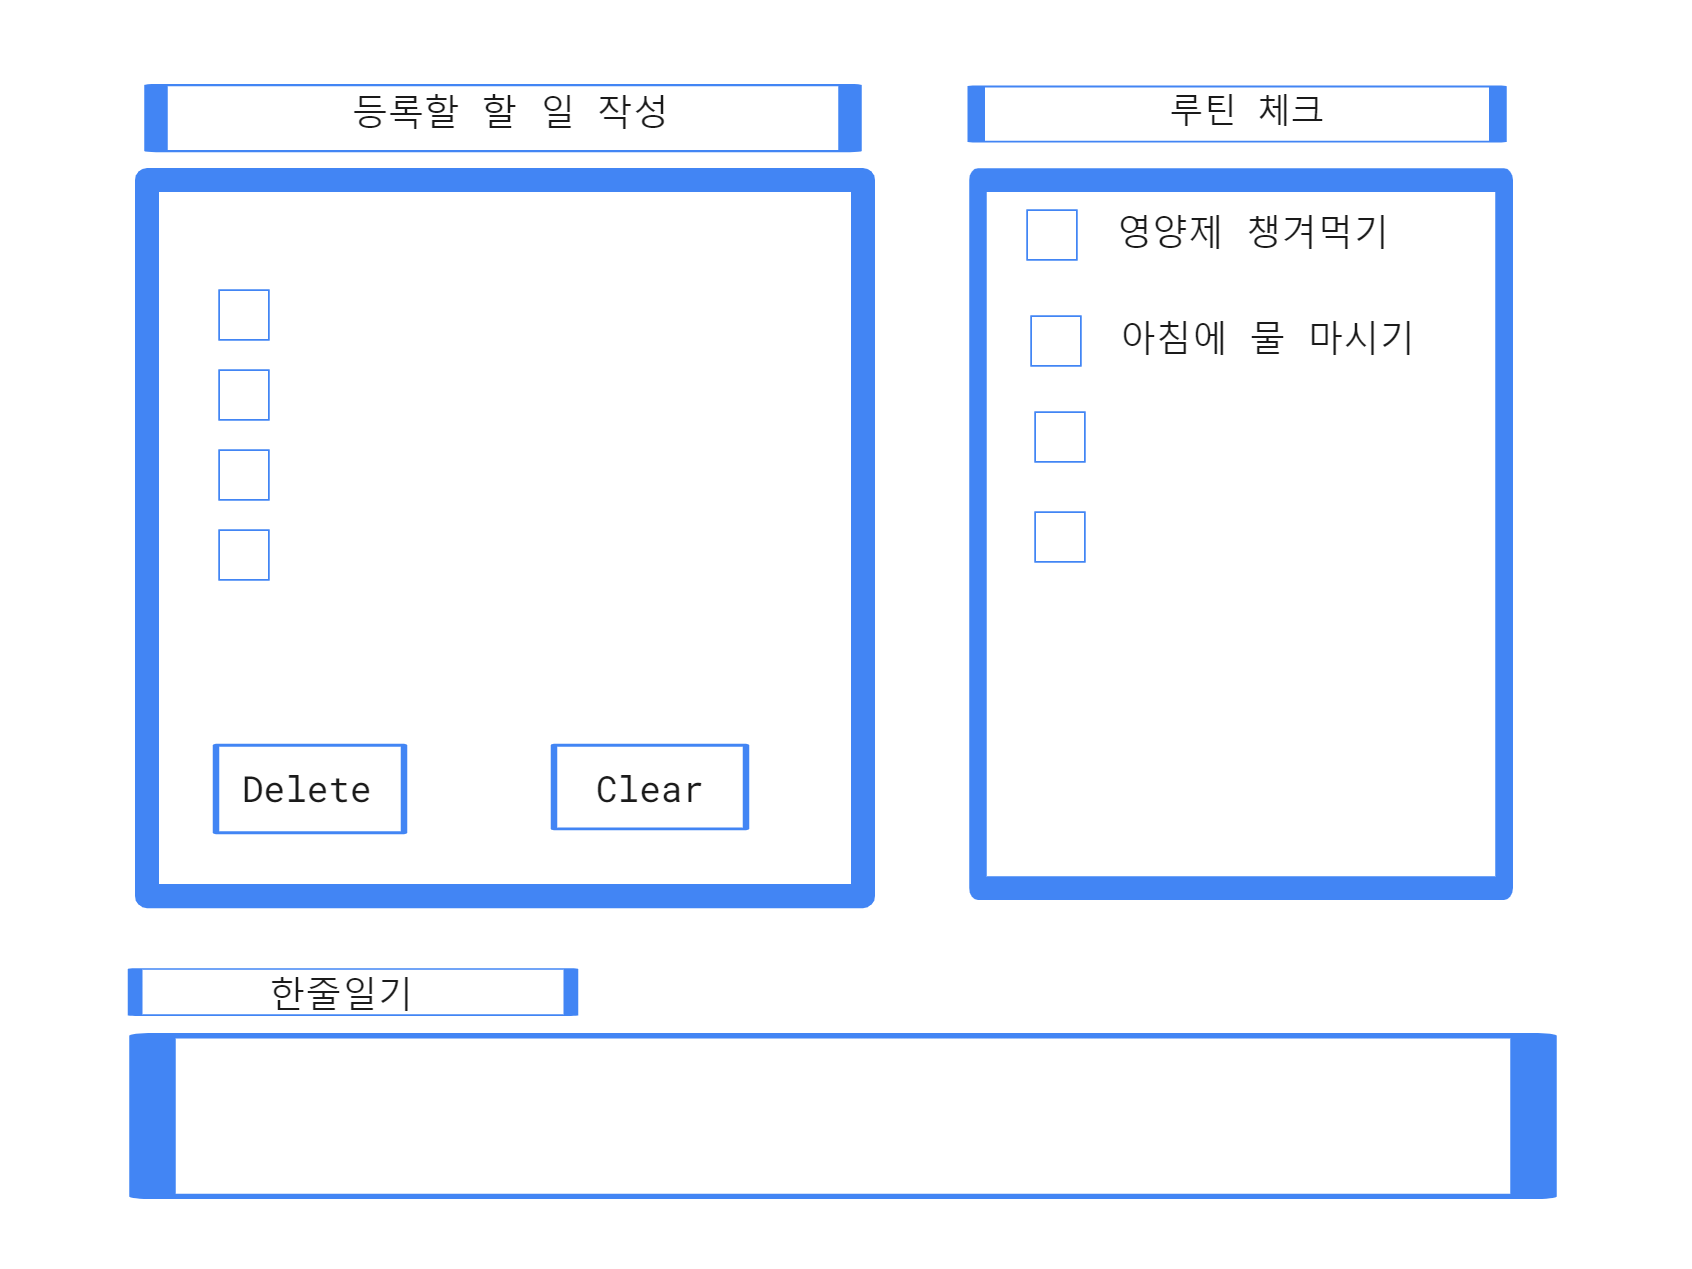 등록할 할 일 작성
루틴 체크
영양제 챙겨먹기
아침에 물 마시기
Delete
Clear
한줄일기